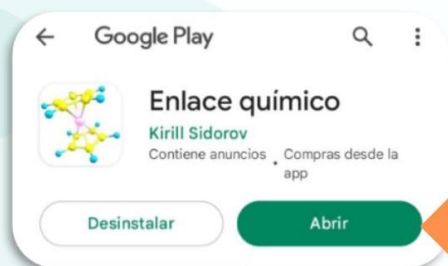 Google Play
Enlace químico
Kirill Sidorov
Contiene anuncios . Compras desde la
app
Desinstalar
Abrir